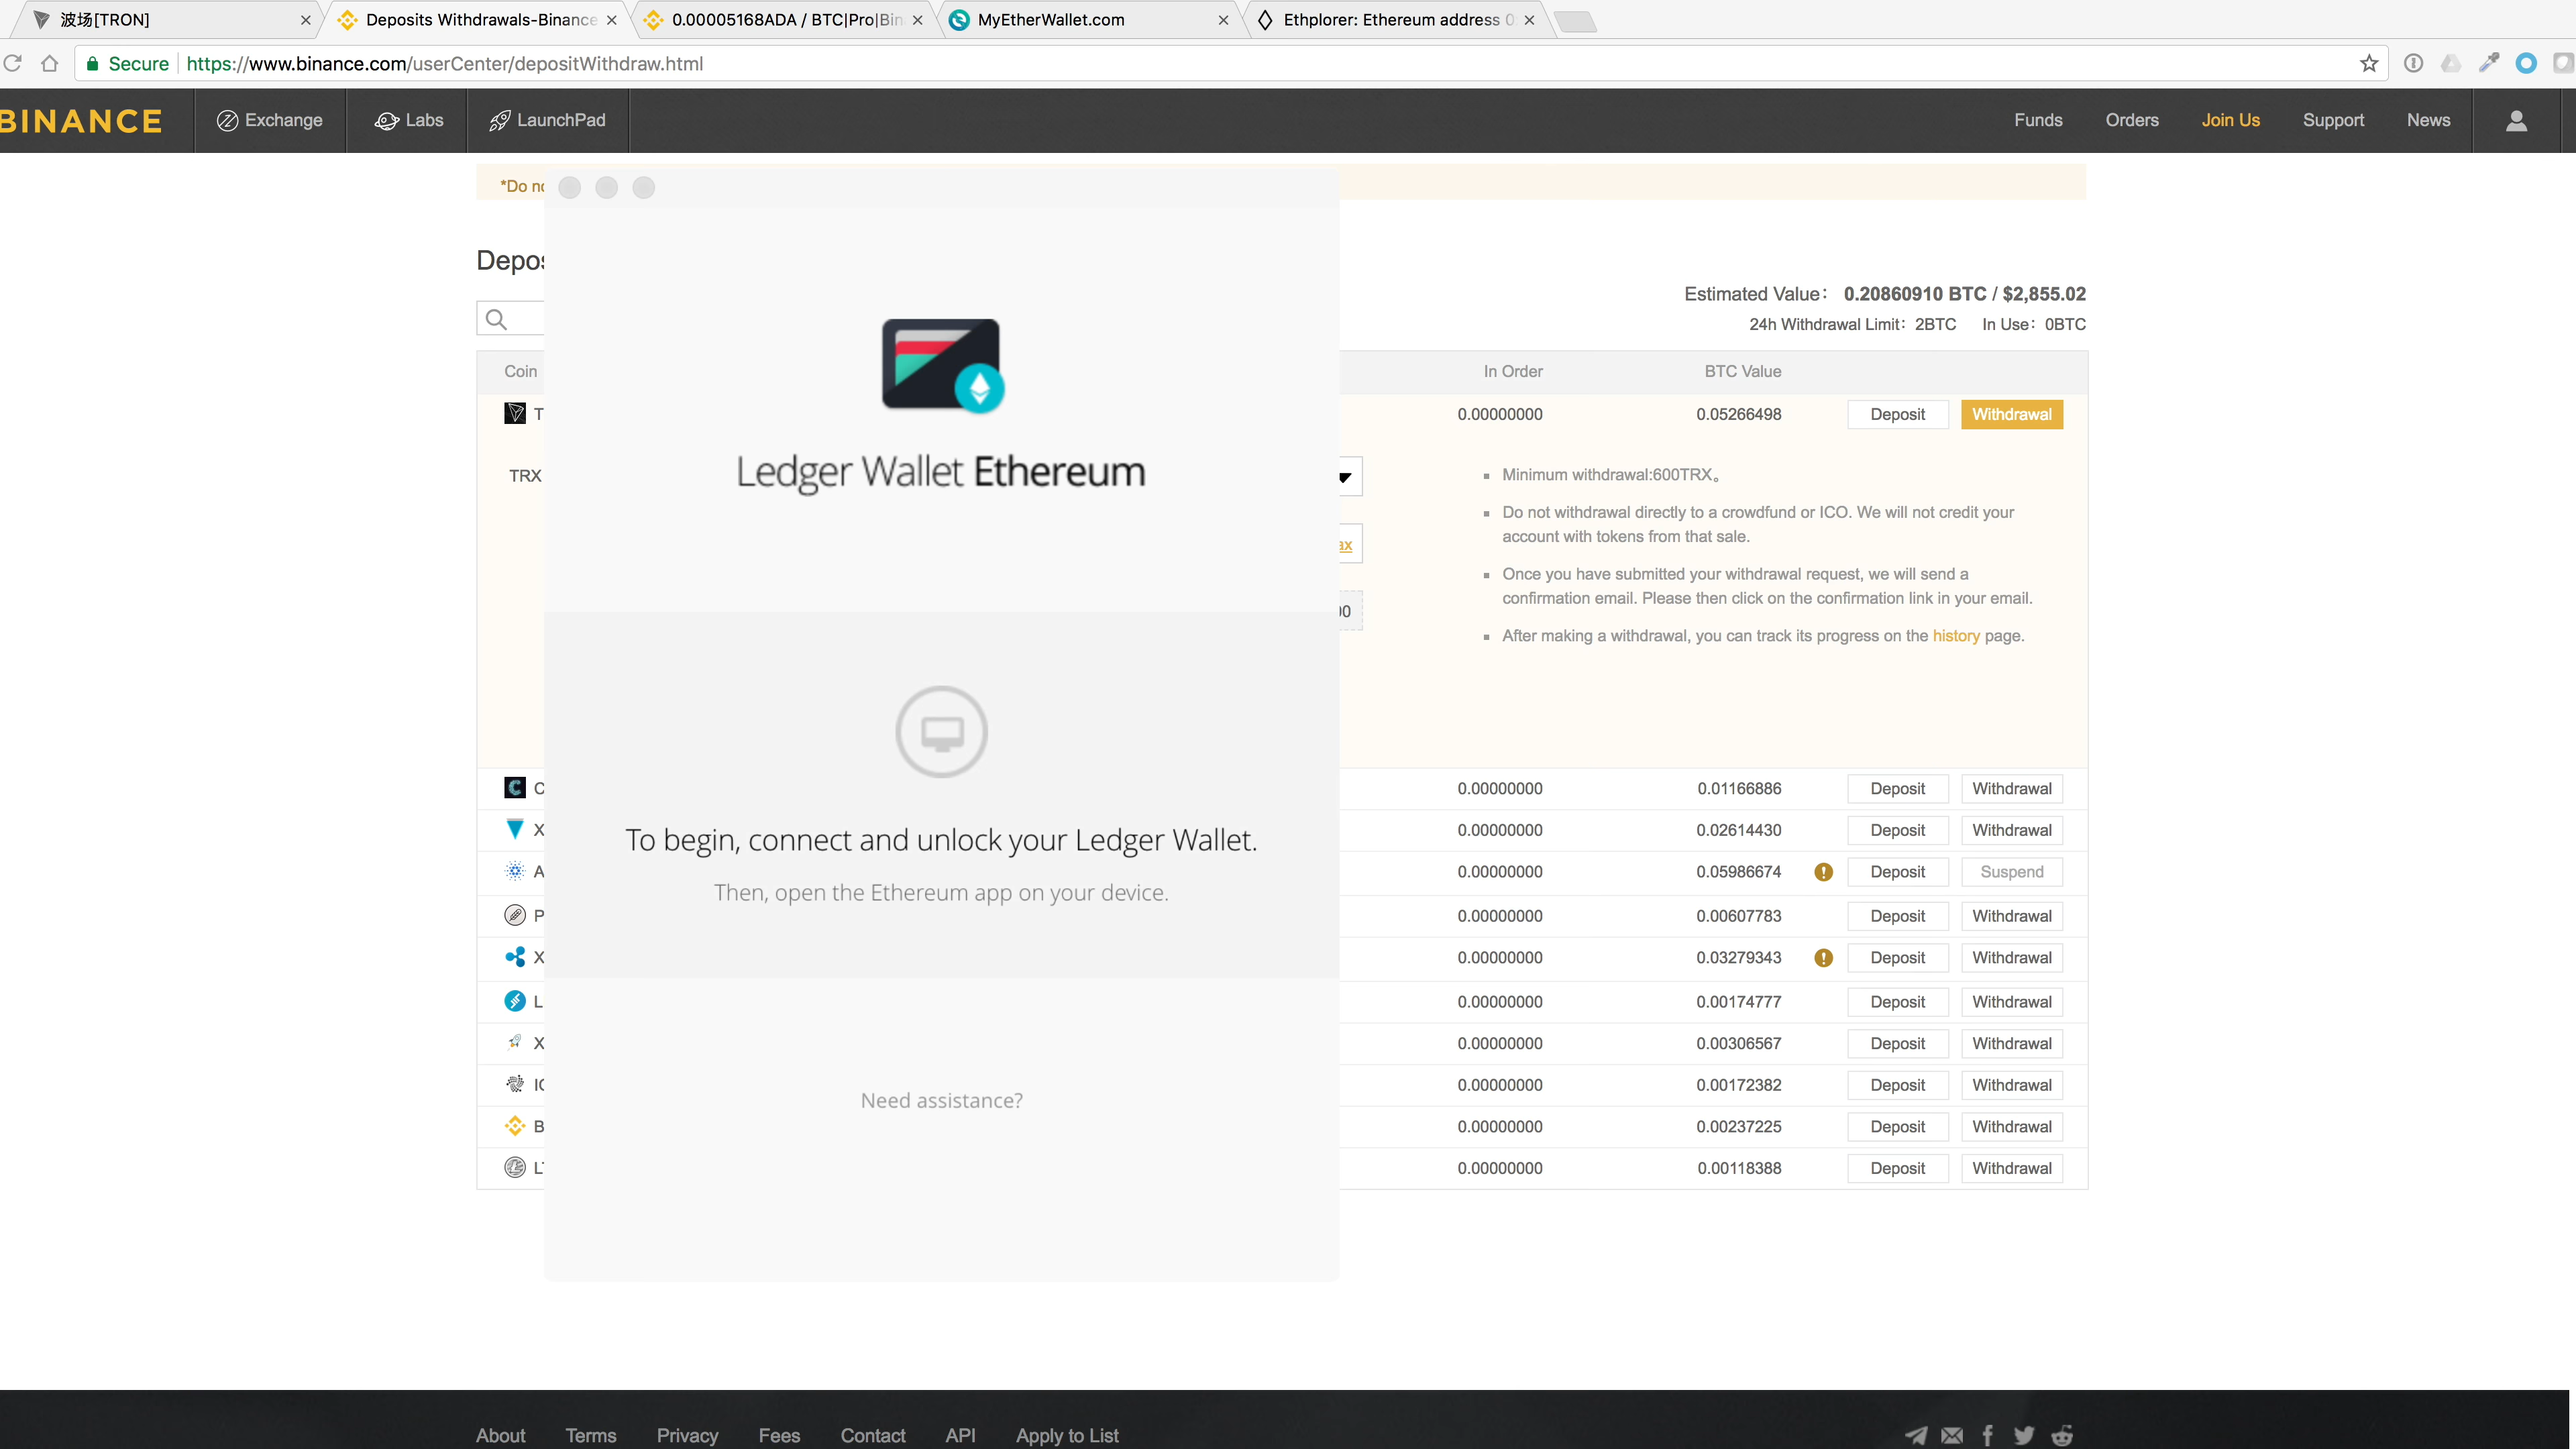 波场[TRON]
Deposits Withdrawals-Binance
0.00005168ADA / BTC|Pro|Bin
MyEtherWallet.com
Ethplorer: Ethereum address 0
Secure
https://www.binance.com/userCenter/depositWithdraw.html
BINANCE
Exchange
Labs
LaunchPad
Funds
Orders
Join Us
Support
News
*Do no
Depos
Estimated Value： 0.20860910 BTC / $2,855.02
24h Withdrawal Limit：2BTC In Use：0BTC
Coin
In Order
BTC Value
T 0.00000000 0.05266498 Deposit Withdrawal
TRX
Minimum withdrawal:600TRX。
Do not withdrawal directly to a crowdfund or ICO. We will not credit your
account with tokens from that sale.
ax
Once you have submitted your withdrawal request, we will send a
confirmation email. Please then click on the confirmation link in your email.
After making a withdrawal, you can track its progress on the history page.
C 0.00000000 0.01166886 Deposit Withdrawal
X 0.00000000 0.02614430 Deposit Withdrawal
A 0.00000000 0.05986674 Deposit Suspend
P 0.00000000 0.00607783 Deposit Withdrawal
X 0.00000000 0.03279343 Deposit Withdrawal
L 0.00000000 0.00174777 Deposit Withdrawal
X 0.00000000 0.00306567 Deposit Withdrawal
IO 0.00000000 0.00172382 Deposit Withdrawal
B 0.00000000 0.00237225 Deposit Withdrawal
LT 0.00000000 0.00118388 Deposit Withdrawal
Ledger Wallet Ethereum
To begin, connect and unlock your Ledger Wallet.
Then, open the Ethereum app on your device.
Need assistance?
About
Terms
Privacy
Fees
Contact
API
Apply to List